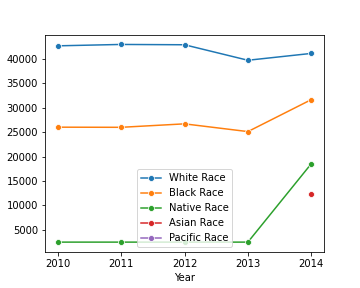 40000
35000
30000
25000
20000
15000
10000
5000
White Race
Black Race
Native Race
Asian Race
Pacific Race
2010 2011 2012 2013 2014
Year